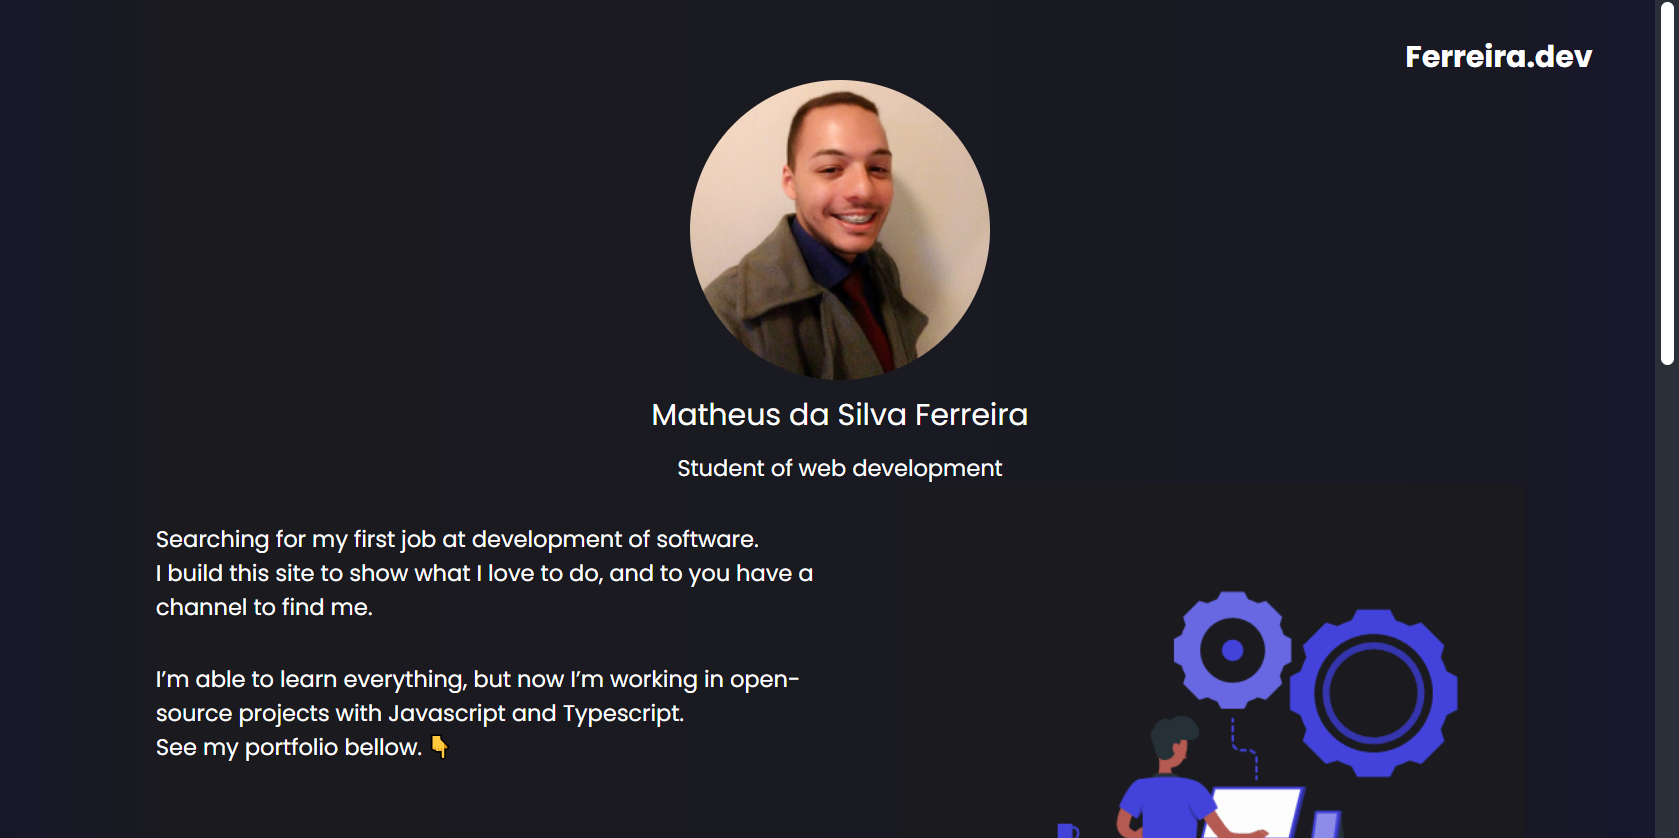 Ferreira.dev
Matheus da Silva Ferreira
Student of web development
Searching for my first job at development of software.
I build this site to show what I love to do, and to you have a
channel to find me.
I’m able to learn everything, but now I’m working in open-
source projects with Javascript and Typescript.
See my portfolio bellow. 👇